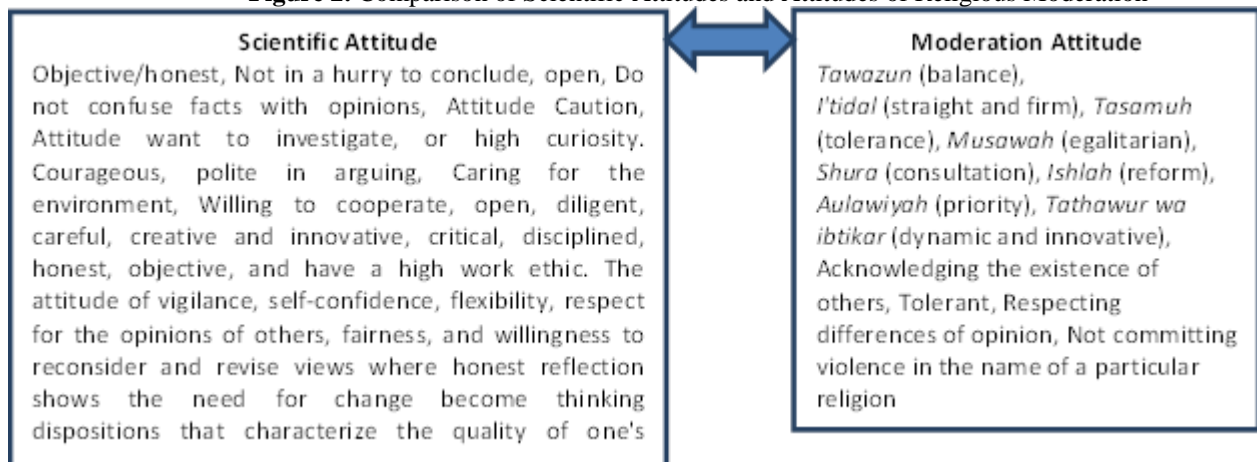 Figure 2. Comparison of Scientific Attitudes and Attitudes of Religious Moderation
Scientific Attitude
Objective/honest, Not in a hurry to conclude, open, Do
not confuse facts with opinions, Attitude Caution,
Attitude want to investigate, or high curiosity.
Courageous, polite in arguing, Caring for the
environment, Willing to cooperate, open, diligent,
careful, creative and innovative, critical, disciplined,
honest, objective, and have a high work ethic. The
attitude of vigilance, self-confidence, flexibility, respect
for the opinions of others, fairness, and willingness to
reconsider and revise views where honest reflection
shows the need for change become thinking
dispositions that characterize the quality of one's
Moderation Attitude
Tawazun (balance),
I'tidal (straight and firm), Tasamuh
(tolerance), Musawah (egalitarian),
Shura (consultation), Ishlah (reform),
Aulawiyah (priority), Tathawur wa
ibtikar (dynamic and innovative),
Acknowledging the existence of
others, Tolerant, Respecting
differences of opinion, Not committing
violence in the name of a particular
religion